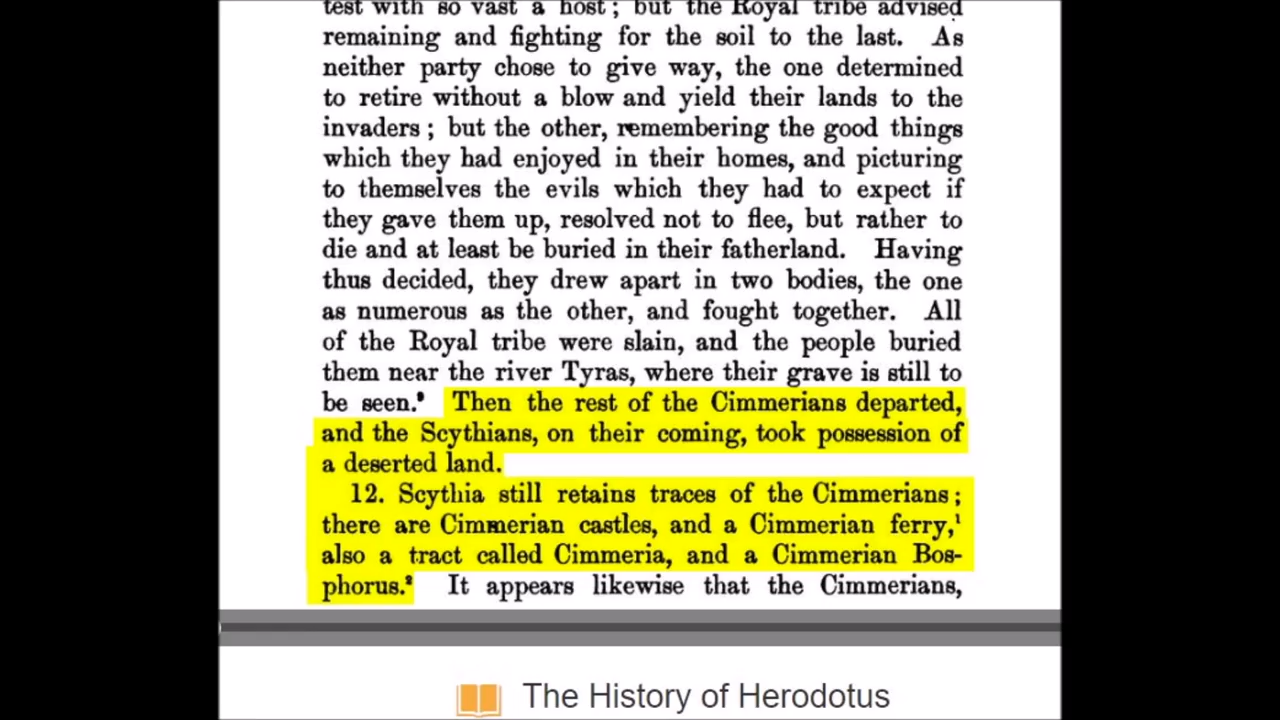 test with so vast a host; but the Royal tribe advised
remaining and fighting for the soil to the last. As
neither party chose to give way, the one determined
to retire without a blow and yield their lands to the
invaders; but the other, remembering the good things
which they had enjoyed in their homes, and picturing
to themselves the evils which they had to expect if
they gave them up, resolved not to flee, but rather to
die and at least be buried in their fatherland. Having
thus decided, they drew apart in two bodies, the one
as numerous as the other, and fought together. All
of the Royal tribe were slain, and the people buried
them near the river Tyras, where their grave is still to
be seen.⁹ Then the rest of the Cimmerians departed,
and the Scythians, on their coming, took possession of
a deserted land.
12. Scythia still retains traces of the Cimmerians;
there are Cimmerian castles, and a Cimmerian ferry,¹
also a tract called Cimmeria, and a Cimmerian Bos-
phorus.² It appears likewise that the Cimmerians,
The History of Herodotus